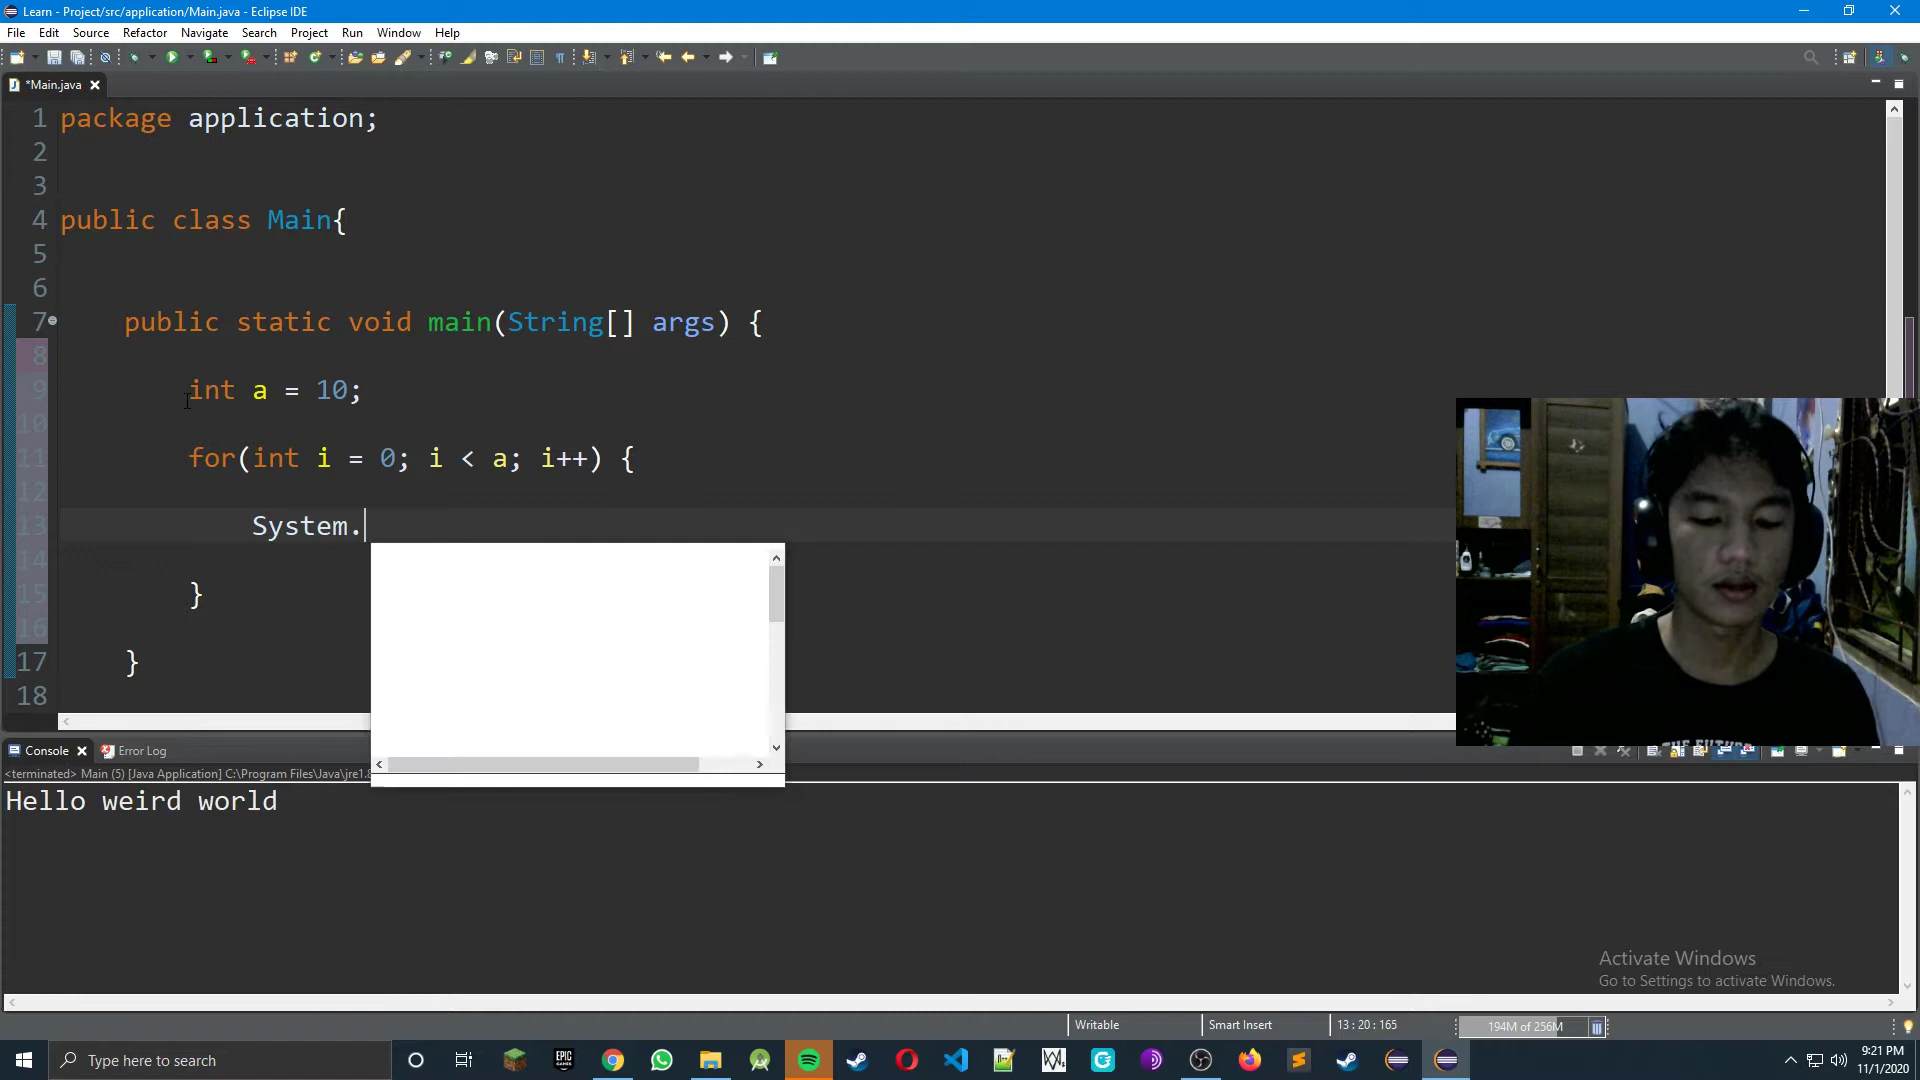 Learn - Project/src/application/Main.java - Eclipse IDE
File Edit Source Refactor Navigate Search Project Run Window Help
*Main.java
1 package application;
2
3
4 public class Main{
5
6
7 public static void main(String[] args) {
8
9 int a = 10;
10
11 for(int i = 0; i < a; i++) {
12
13 System.
14
15 }
16
17 }
18
Console Error Log
<terminated> Main (5) [Java Application] C:\Program Files\Java\jre1.8
Hello weird world
Activate Windows
Go to Settings to activate Windows.
Writable Smart Insert 13 : 20 : 165 194M of 256M
Type here to search
EPIC GAMES
9:21 PM
11/1/2020